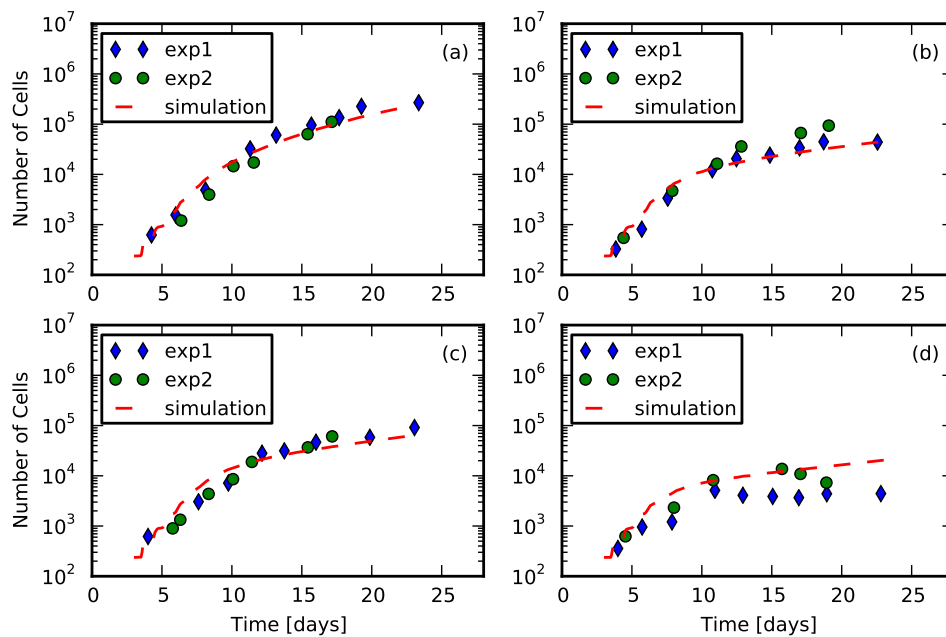 10^7
10^6
10^5
10^4
10^3
10^2
Number of Cells
exp1
exp2
simulation
(a)
0 5 10 15 20 25
10^7
10^6
10^5
10^4
10^3
10^2
exp1
exp2
simulation
(b)
0 5 10 15 20 25
10^7
10^6
10^5
10^4
10^3
10^2
Number of Cells
exp1
exp2
simulation
(c)
0 5 10 15 20 25
Time [days]
10^7
10^6
10^5
10^4
10^3
10^2
exp1
exp2
simulation
(d)
0 5 10 15 20 25
Time [days]